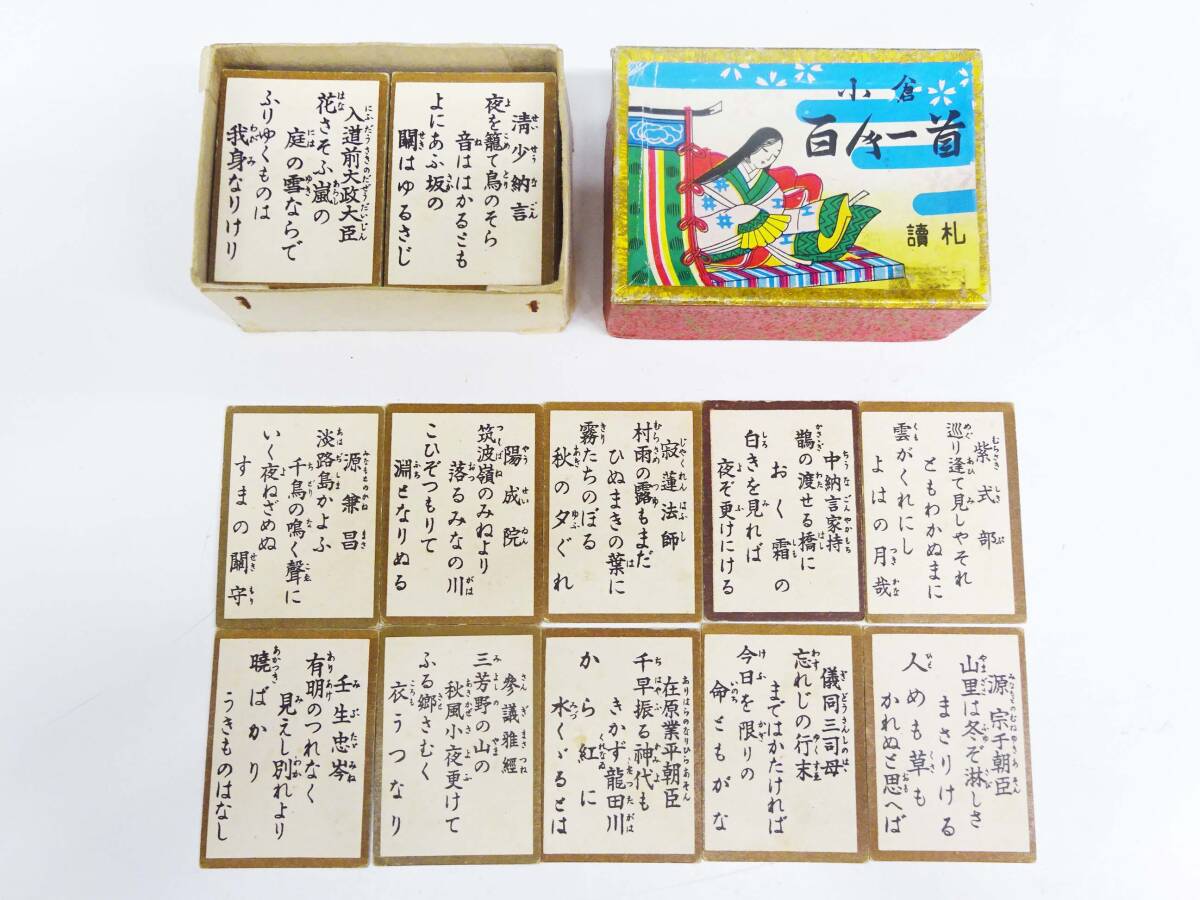 清少納言
夜を籠て鳥のそら
音ははかるとも
よにあふ坂の
關はゆるさじ
入道前大政大臣
花さそふ嵐の
庭の雪ならで
ふりゆくものは
我身なりけり
小倉
百人一首
讀札
紫式部
巡り逢て見しやそれ
ともわかぬまに
雲がくれにし
よはの月哉
中納言家持
鵲の渡せる橋に
おく霜の
白きを見れば
夜ぞ更けにける
寂蓮法師
村雨の露もまだ
ひぬまきの葉に
霧たちのぼる
秋の夕ぐれ
陽成院
筑波嶺のみねより
落るみなの川
こひぞつもりて
淵となりぬる
源兼昌
淡路島かよふ
千鳥の鳴く聲に
いく夜ねざめぬ
すまの關守
源宗于朝臣
山里は冬ぞ淋しさ
まさりける
人めも草も
かれぬと思へば
儀同三司母
忘れじの行末
まではかたければ
今日を限りの
命ともがな
在原業平朝臣
千早振る神代も
きかず龍田川
から紅に
水くゞるとは
參議雅經
三芳野の山の
秋風小夜更けて
ふる郷さむく
衣うつなり
壬生忠岑
有明のつれなく
見えし別れより
曉ばかり
うきものはなし